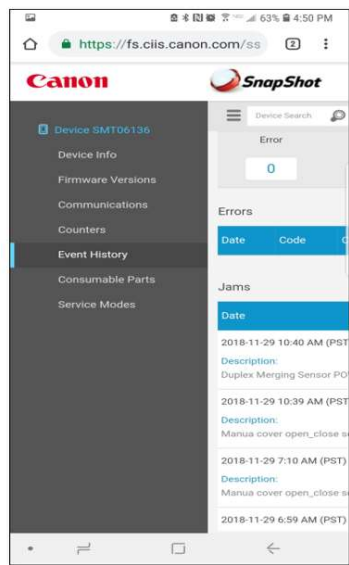 63% 4:50 PM
https://fs.ciis.canon.com/ss 2
Canon
SnapShot
Device SMT06136
Device Info
Firmware Versions
Communications
Counters
Event History
Consumable Parts
Service Modes
Device Search
Error
0
Errors
Date Code
Jams
Date
2018-11-29 10:40 AM (PST
Description:
Duplex Merging Sensor PO
2018-11-29 10:39 AM (PST
Description:
Manua cover open_close s
2018-11-29 7:10 AM (PST)
Description:
Manua cover open_close s
2018-11-29 6:59 AM (PST)